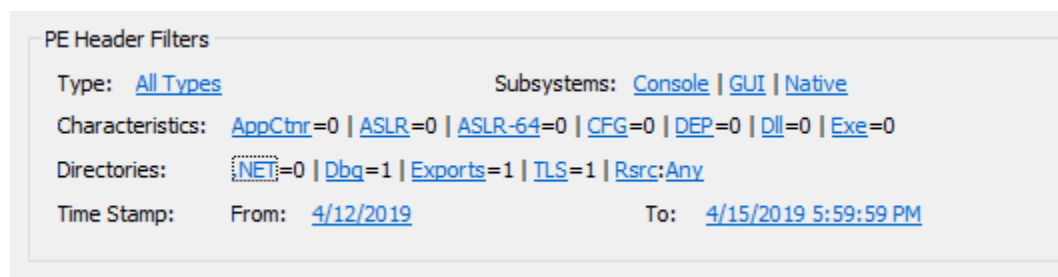 PE Header Filters
Type: All Types Subsystems: Console | GUI | Native
Characteristics: AppCtnr=0 | ASLR=0 | ASLR-64=0 | CFG=0 | DEP=0 | Dll=0 | Exe=0
Directories: .NET=0 | Dbg=1 | Exports=1 | TLS=1 | Rsrc:Any
Time Stamp: From: 4/12/2019 To: 4/15/2019 5:59:59 PM